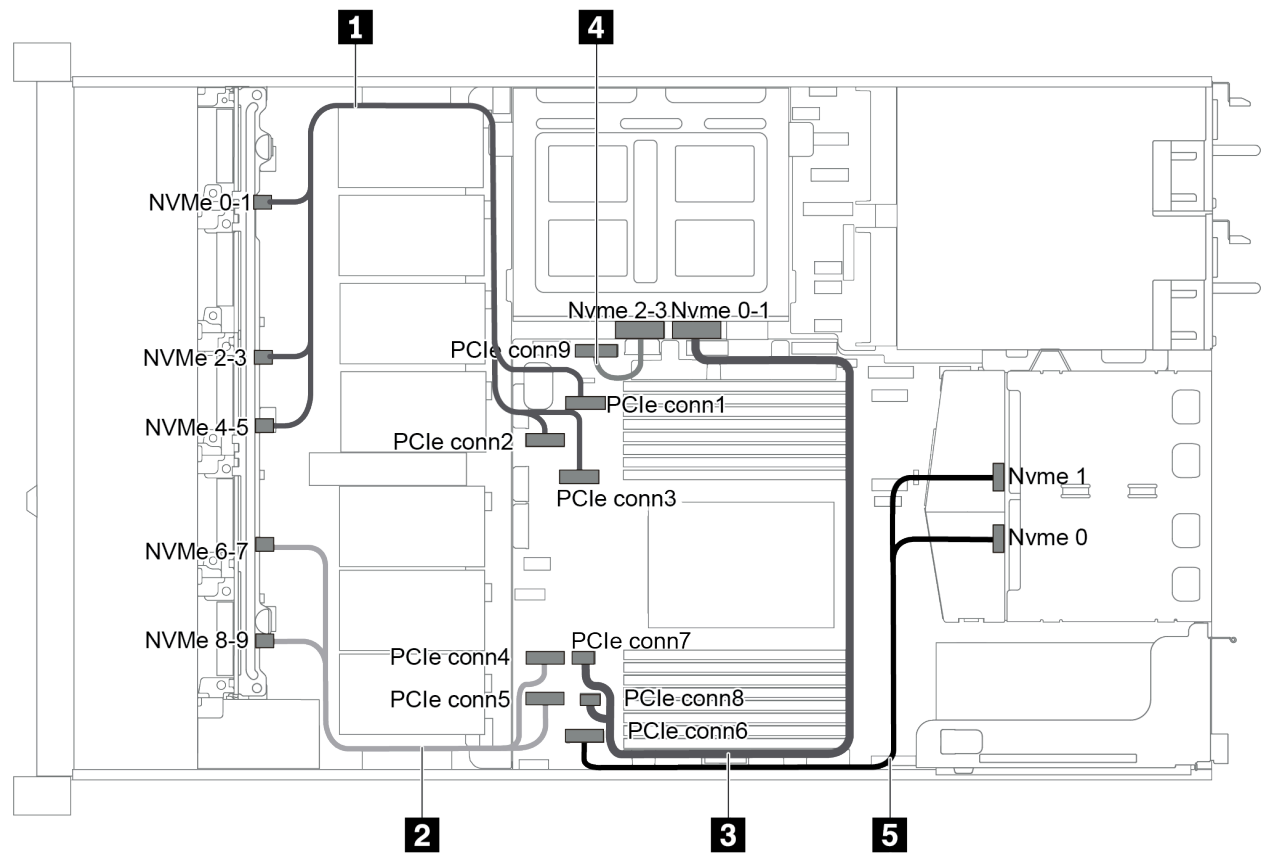 1
4
NVMe 0-1
Nvme 2-3 Nvme 0-1
NVMe 2-3
PCIe conn9
PCIe conn1
NVMe 4-5
PCIe conn2
PCIe conn3
Nvme 1
Nvme 0
NVMe 6-7
NVMe 8-9
PCIe conn7
PCIe conn4
PCIe conn5
PCIe conn8
PCIe conn6
2
3
5